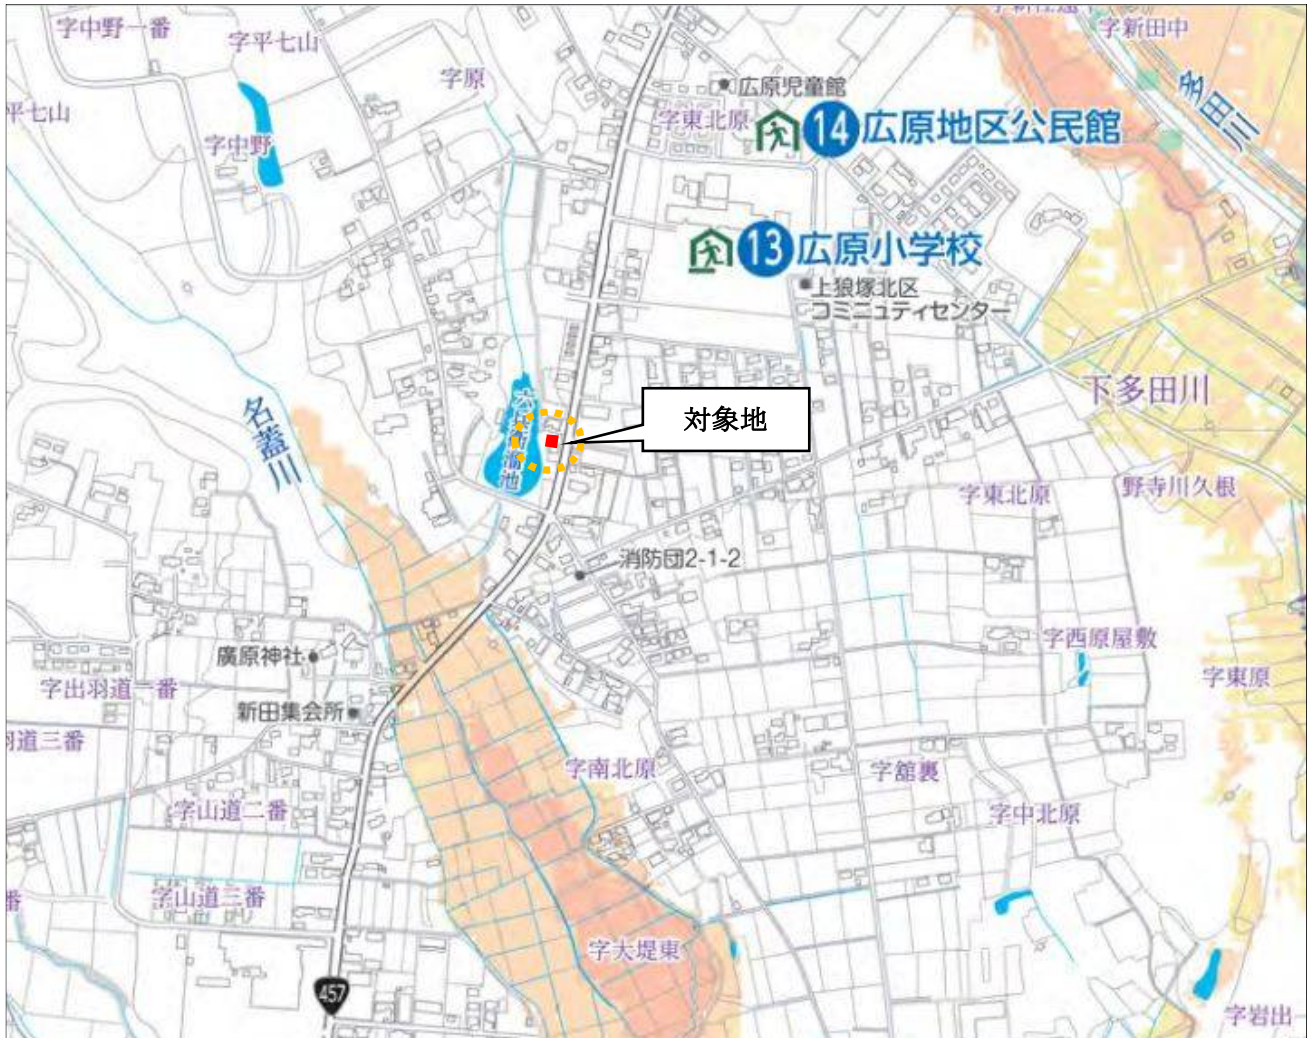 字中野一番
字平七山
字新田中
字原
広原児童館
多田川
平七山
字東北原
14 広原地区公民館
字中野
13 広原小学校
上狼塚北区
コミュニティセンター
下多田川
対象地
名蓋川
字東北原
野寺川久根
消防団2-1-2
字西原屋敷
廣原神社
字東原
字出羽道一番
新田集会所
羽道三番
字南北原
字舘裏
字山道二番
字中北原
字山道三番
番
字大堤東
457
字岩出